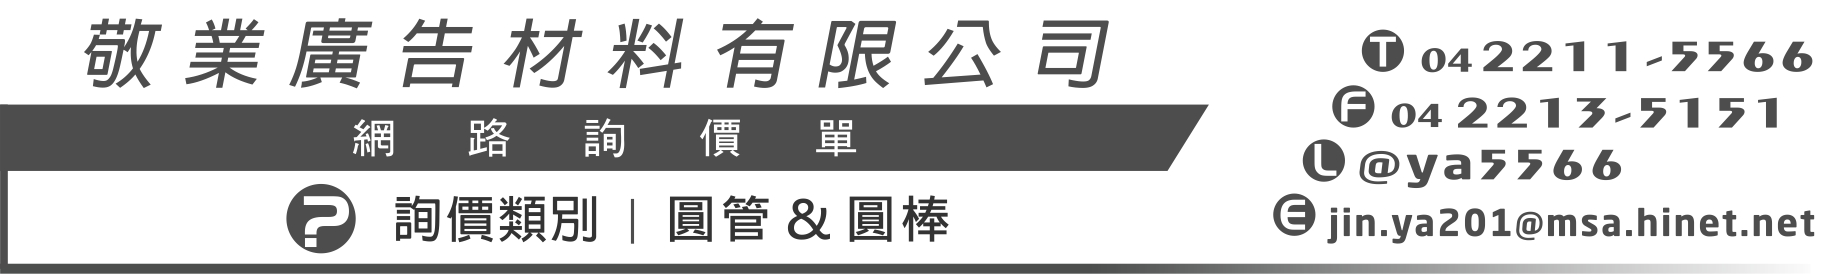 敬業廣告材料有限公司
網路詢價單
? 詢價類別 | 圓管 & 圓棒
T 04 2211-5566
F 04 2213-5151
L @ya5566
E jin.ya201@msa.hinet.net